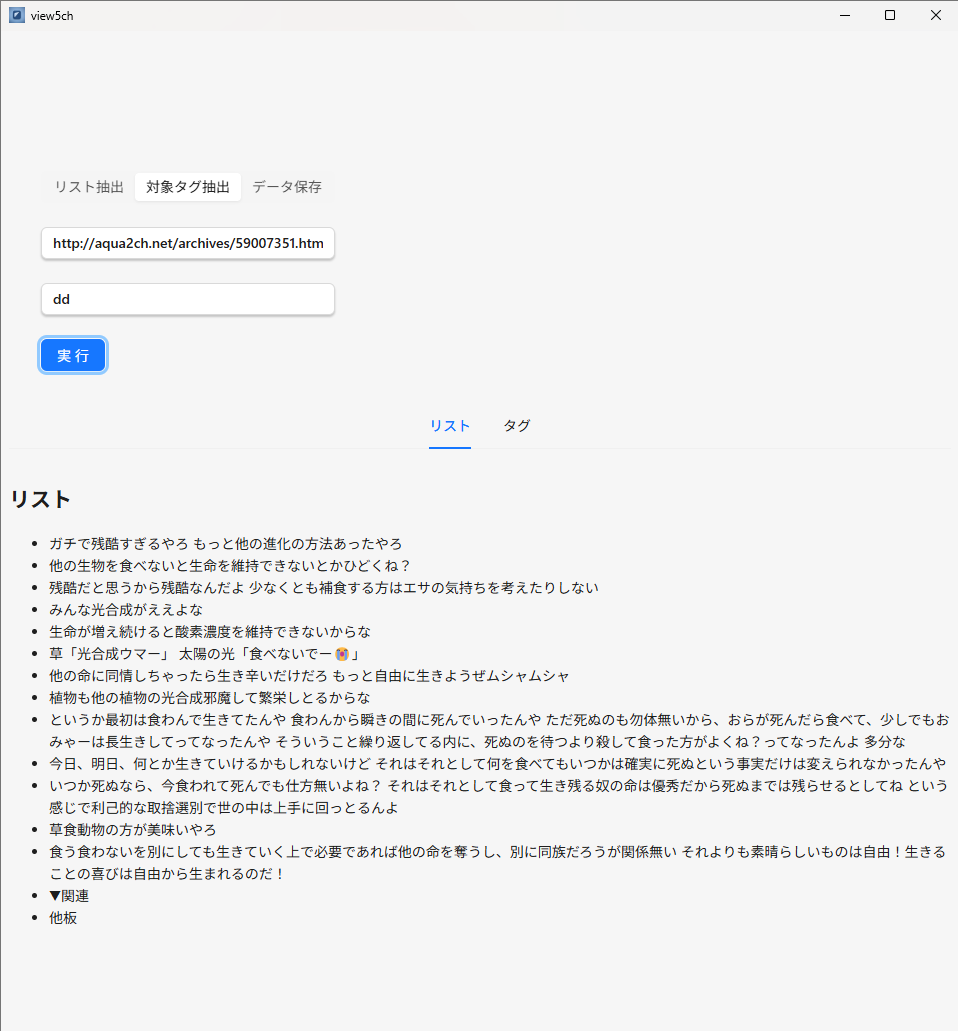 view5ch
リスト抽出 対象タグ抽出 データ保存
http://aqua2ch.net/archives/59007351.htm
dd
実 行
リスト タグ
リスト
ガチで残酷すぎるやろ もっと他の進化の方法あったやろ
他の生物を食べないと生命を維持できないとかひどくね？
残酷だと思うから残酷なんだよ 少なくとも補食する方はエサの気持ちを考えたりしない
みんな光合成がええよな
生命が増え続けると酸素濃度を維持できないからな
草「光合成ウマー」 太陽の光「食べないでー😭」
他の命に同情しちゃったら生き辛いだけだろ もっと自由に生きようぜムシャムシャ
植物も他の植物の光合成邪魔して繁栄しとるからな
というか最初は食わんで生きてたんや 食わんから瞬きの間に死んでいったんや ただ死ぬのも勿体無いから、おらが死んだら食べて、少しでもお
みゃーは長生きしてってなったんや そういうこと繰り返してる内に、死ぬのを待つより殺して食った方がよくね？ってなったんよ 多分な
今日、明日、何とか生きていけるかもしれないけど それはそれとして何を食べてもいつかは確実に死ぬという事実だけは変えられなかったんや
いつか死ぬなら、今食われて死んでも仕方無いよね？ それはそれとして食って生き残る奴の命は優秀だから死ぬまでは残らせるとしてね という
感じで利己的な取捨選別で世の中は上手に回っとるんよ
草食動物の方が美味いやろ
食う食わないを別にしても生きていく上で必要であれば他の命を奪うし、別に同族だろうが関係無い それよりも素晴らしいものは自由！生きる
ことの喜びは自由から生まれるのだ！
▼関連
他板